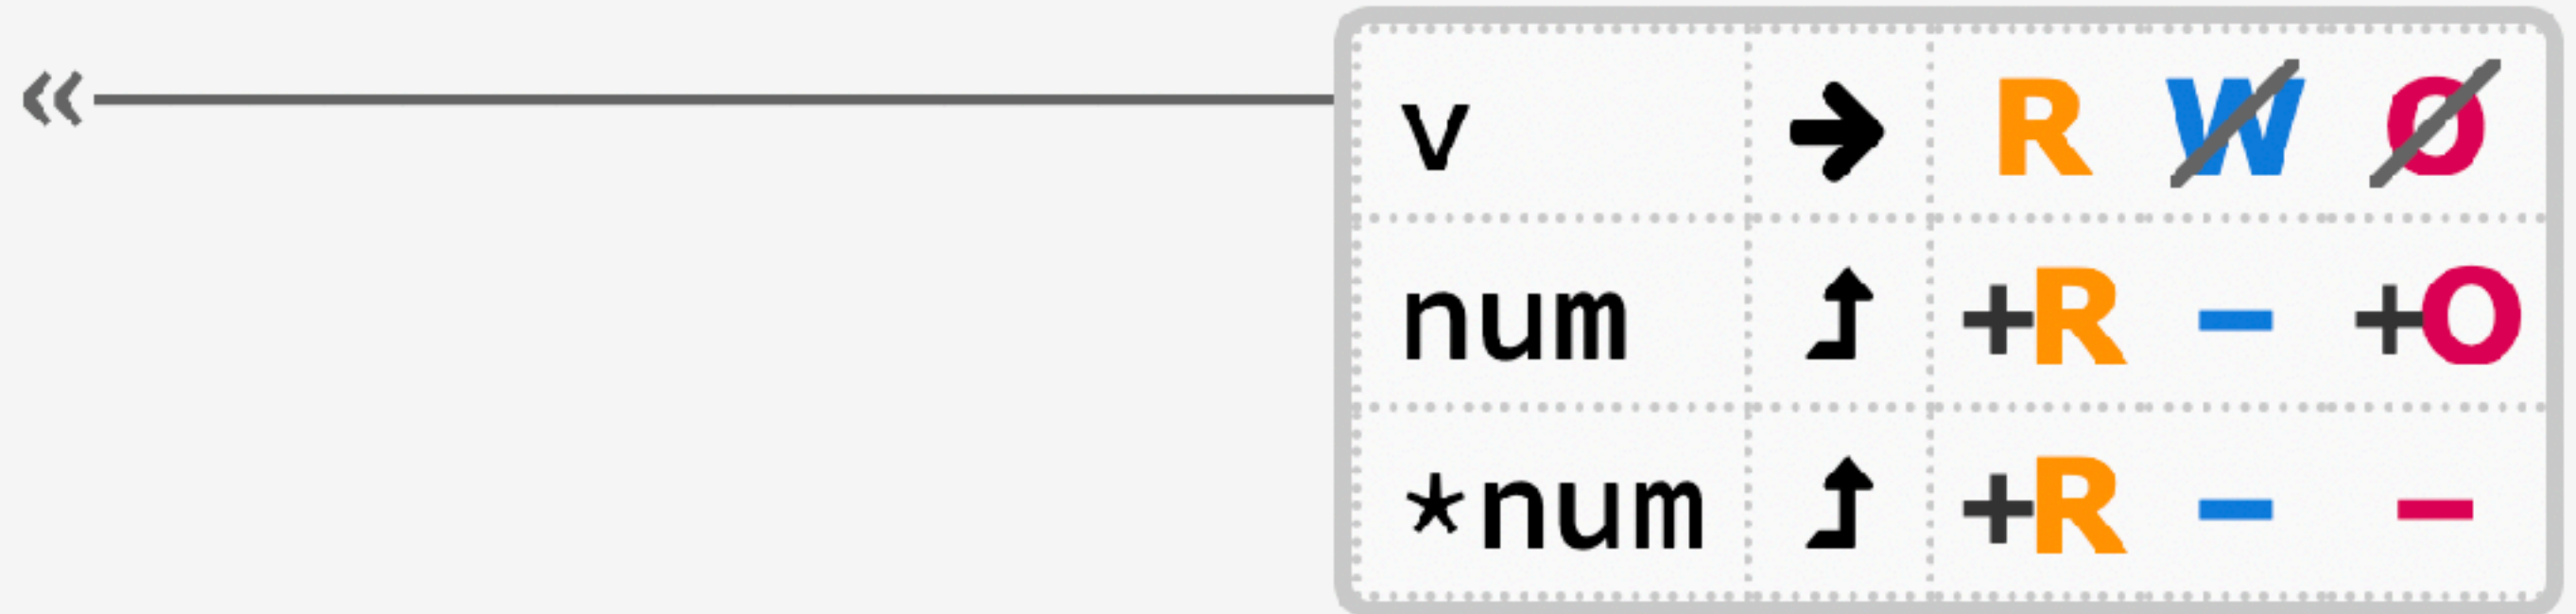 « v → R W O
num ⮥ +R - +O
*num ⮥ +R - -